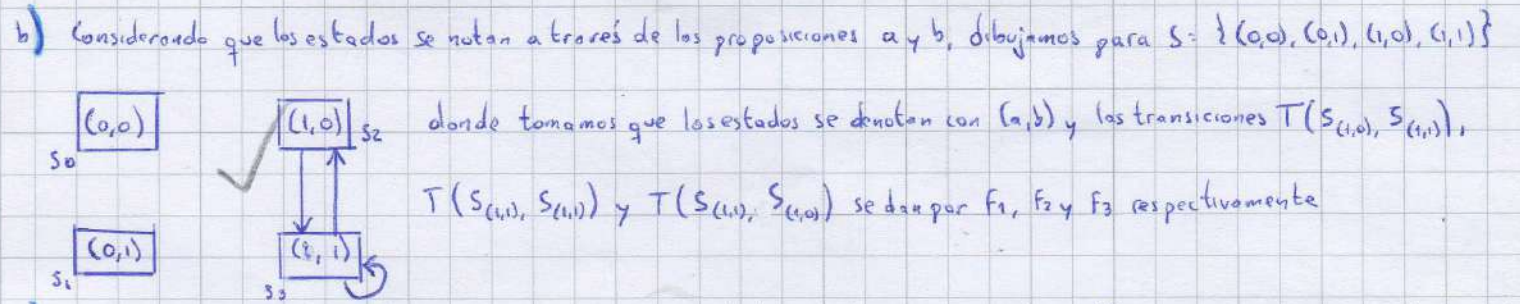 b) Considerando que los estados se notan a través de las proposiciones a y b, dibujamos para S = {(0,0), (0,1), (1,0), (1,1)}
(0,0) S0 (1,0) S2 donde tomamos que los estados se denotan con (a,b) y las transiciones T(S(1,0), S(1,1)),
T(S(1,1), S(1,1)) y T(S(1,1), S(1,0)) se dan por F1, F2 y F3 respectivamente
(0,1) S1 (1,1) S3